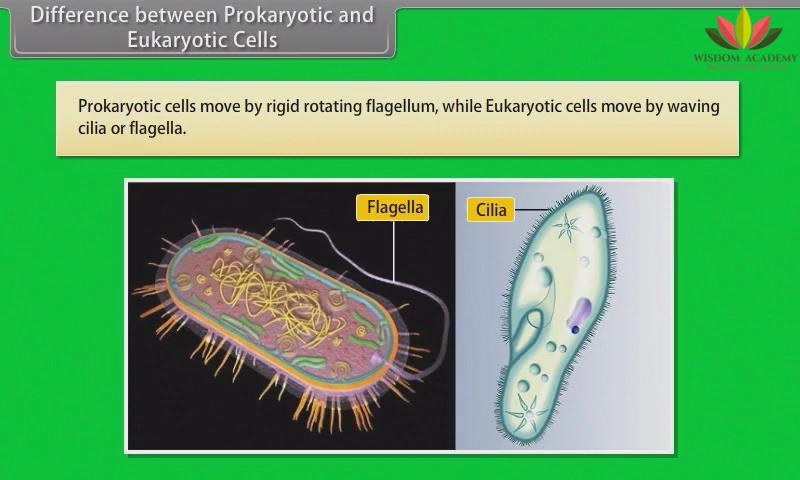 Difference between Prokaryotic and
Eukaryotic Cells
WISDOM ACADEMY
Prokaryotic cells move by rigid rotating flagellum, while Eukaryotic cells move by waving
cilia or flagella.
Flagella
Cilia